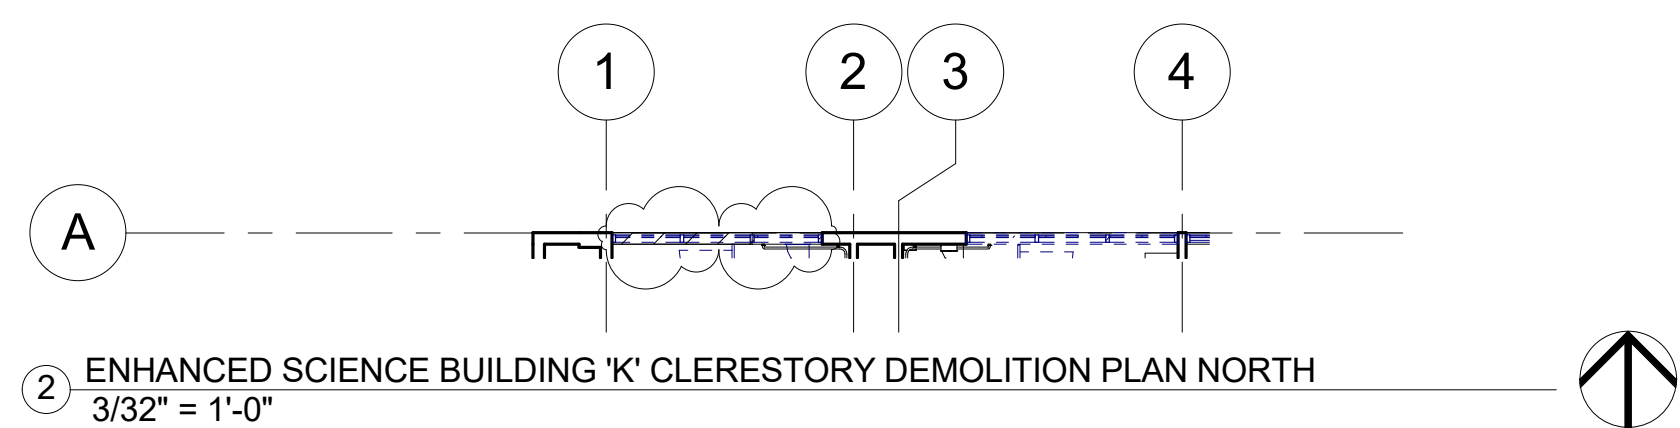 1 2 3 4
A
2 ENHANCED SCIENCE BUILDING 'K' CLERESTORY DEMOLITION PLAN NORTH
3/32" = 1'-0"